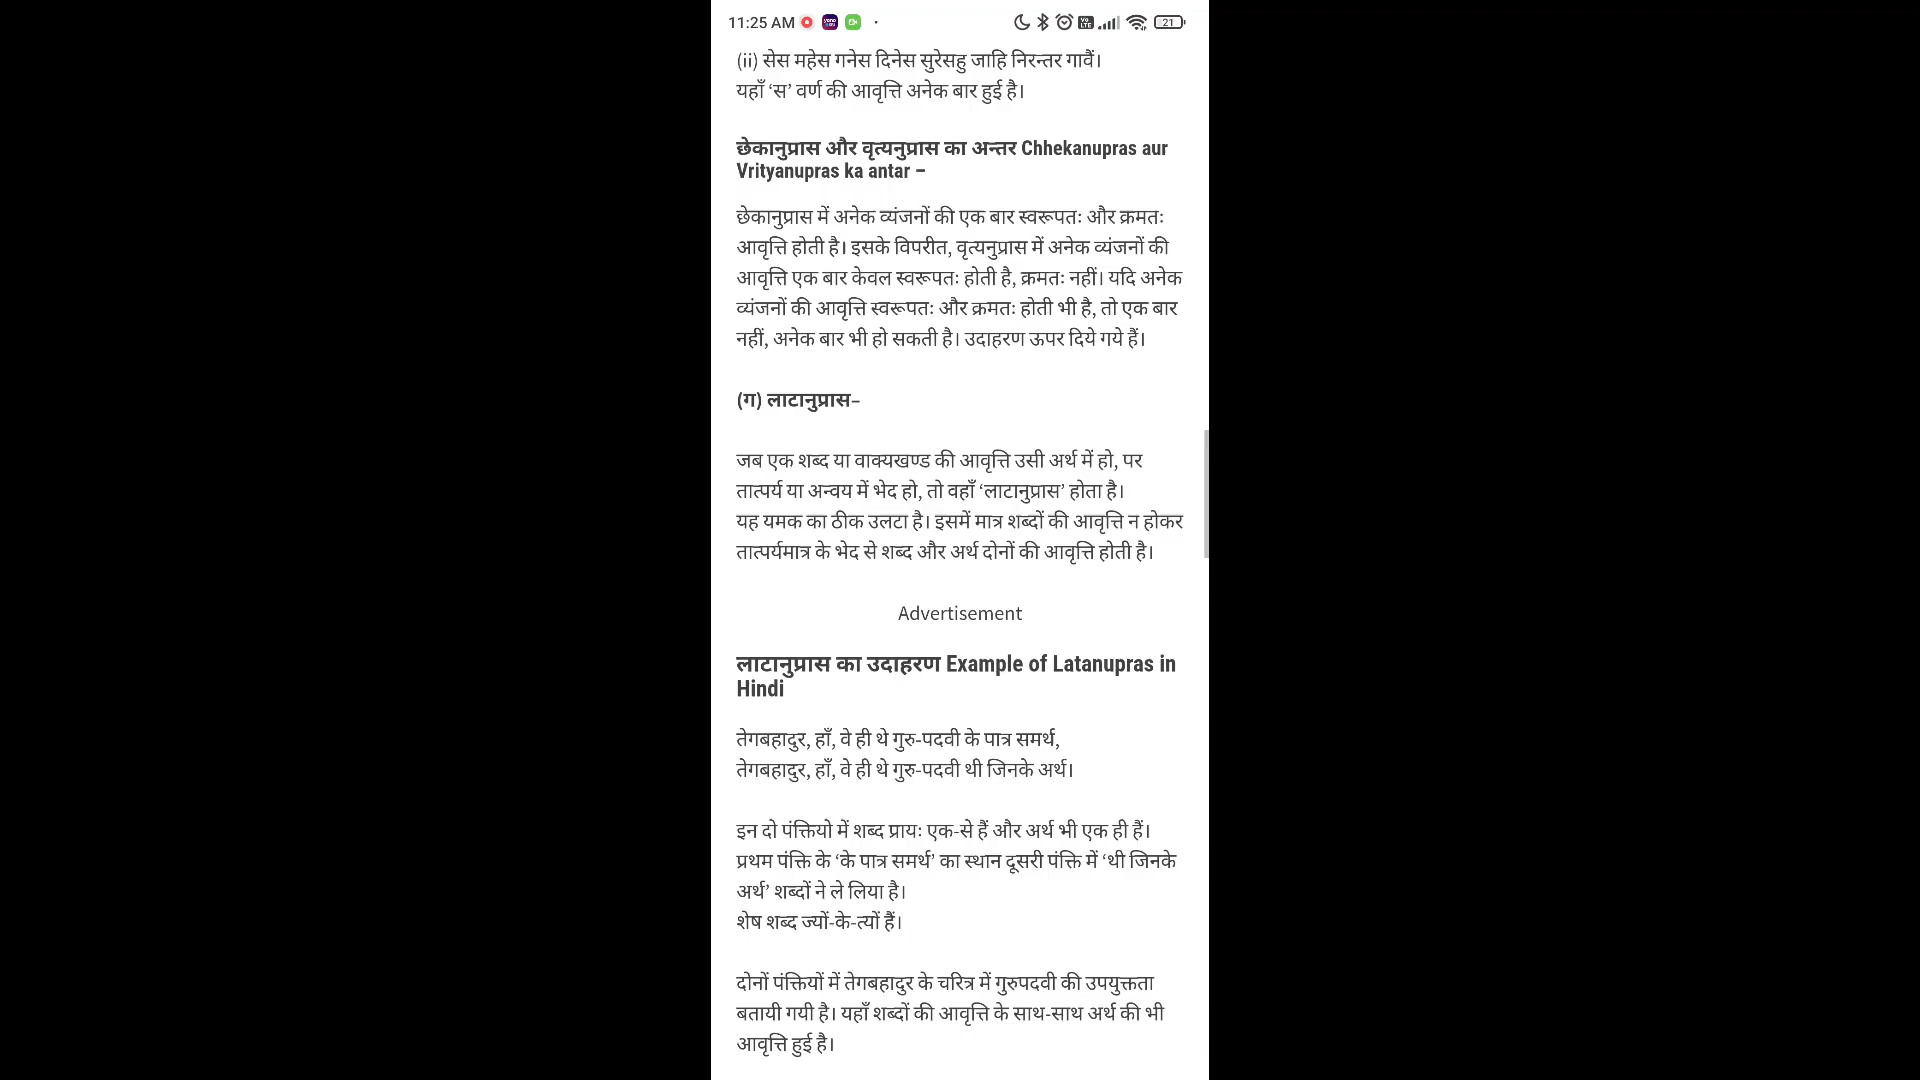 11:25 AM
21
(ii) सेस महेस गनेस दिनेस सुरेसहु जाहि निरन्तर गावैं।
यहाँ ‘स’ वर्ण की आवृत्ति अनेक बार हुई है।
छेकानुप्रास और वृत्यनुप्रास का अन्तर Chhekanupras aur
Vrityanupras ka antar –
छेकानुप्रास में अनेक व्यंजनों की एक बार स्वरूपतः और क्रमतः
आवृत्ति होती है। इसके विपरीत, वृत्यनुप्रास में अनेक व्यंजनों की
आवृत्ति एक बार केवल स्वरूपतः होती है, क्रमतः नहीं। यदि अनेक
व्यंजनों की आवृत्ति स्वरूपतः और क्रमतः होती भी है, तो एक बार
नहीं, अनेक बार भी हो सकती है। उदाहरण ऊपर दिये गये हैं।
(ग) लाटानुप्रास–
जब एक शब्द या वाक्यखण्ड की आवृत्ति उसी अर्थ में हो, पर
तात्पर्य या अन्वय में भेद हो, तो वहाँ ‘लाटानुप्रास’ होता है।
यह यमक का ठीक उलटा है। इसमें मात्र शब्दों की आवृत्ति न होकर
तात्पर्यमात्र के भेद से शब्द और अर्थ दोनों की आवृत्ति होती है।
Advertisement
लाटानुप्रास का उदाहरण Example of Latanupras in
Hindi
तेगबहादुर, हाँ, वे ही थे गुरु-पदवी के पात्र समर्थ,
तेगबहादुर, हाँ, वे ही थे गुरु-पदवी थी जिनके अर्थ।
इन दो पंक्तियो में शब्द प्रायः एक-से हैं और अर्थ भी एक ही हैं।
प्रथम पंक्ति के ‘के पात्र समर्थ’ का स्थान दूसरी पंक्ति में ‘थी जिनके
अर्थ’ शब्दों ने ले लिया है।
शेष शब्द ज्यों-के-त्यों हैं।
दोनों पंक्तियों में तेगबहादुर के चरित्र में गुरुपदवी की उपयुक्तता
बतायी गयी है। यहाँ शब्दों की आवृत्ति के साथ-साथ अर्थ की भी
आवृत्ति हुई है।